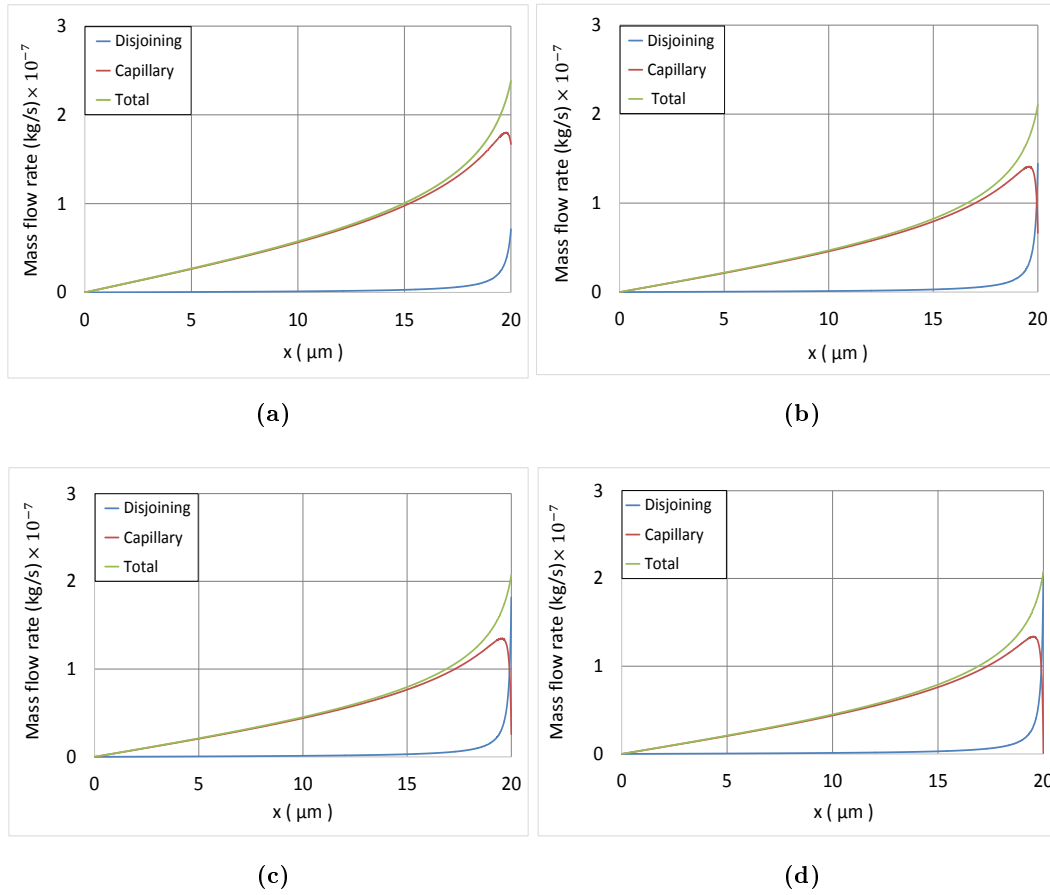 Mass flow rate (kg/s) × 10⁻⁷
3
2
1
0
Disjoining
Capillary
Total
0 5 10 15 20
x ( μm )
(a)
Mass flow rate (kg/s) × 10⁻⁷
3
2
1
0
Disjoining
Capillary
Total
0 5 10 15 20
x ( μm )
(b)
Mass flow rate (kg/s) × 10⁻⁷
3
2
1
0
Disjoining
Capillary
Total
0 5 10 15 20
x ( μm )
(c)
Mass flow rate (kg/s) × 10⁻⁷
3
2
1
0
Disjoining
Capillary
Total
0 5 10 15 20
x ( μm )
(d)